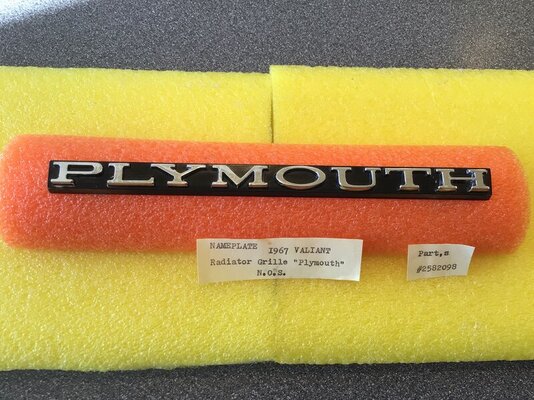 PLYMOUTH
NAMEPLATE 1967 VALIANT
Radiator Grille "Plymouth"
N.O.S.
Part,s
#2582098